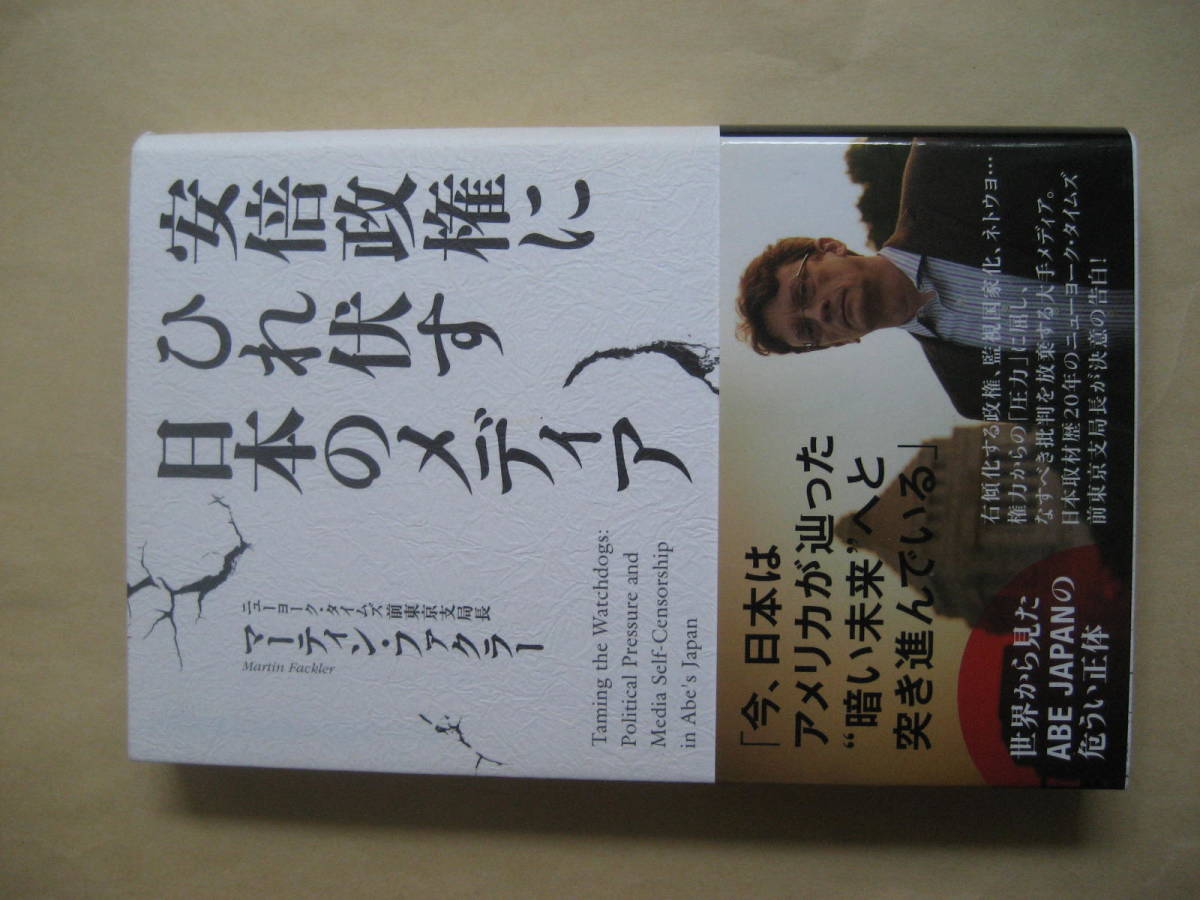 安倍政権に
ひれ伏す
日本のメディア
ニューヨーク・タイムズ前東京支局長
マーティン・ファクラー
Martin Fackler
Taming the Watchdogs:
Political Pressure and
Media Self-Censorship
in Abe's Japan
「今、日本は
アメリカが辿った
“暗い未来”へと
突き進んでいる」
右傾化する政権、監視国家化、ネトウヨ…
権力からの「圧力」に屈し、
なすべき批判を放棄する大手メディア。
日本取材歴20年のニューヨーク・タイムズ
前東京支局長が決意の告白!
世界から見た
ABE JAPANの
危うい正体